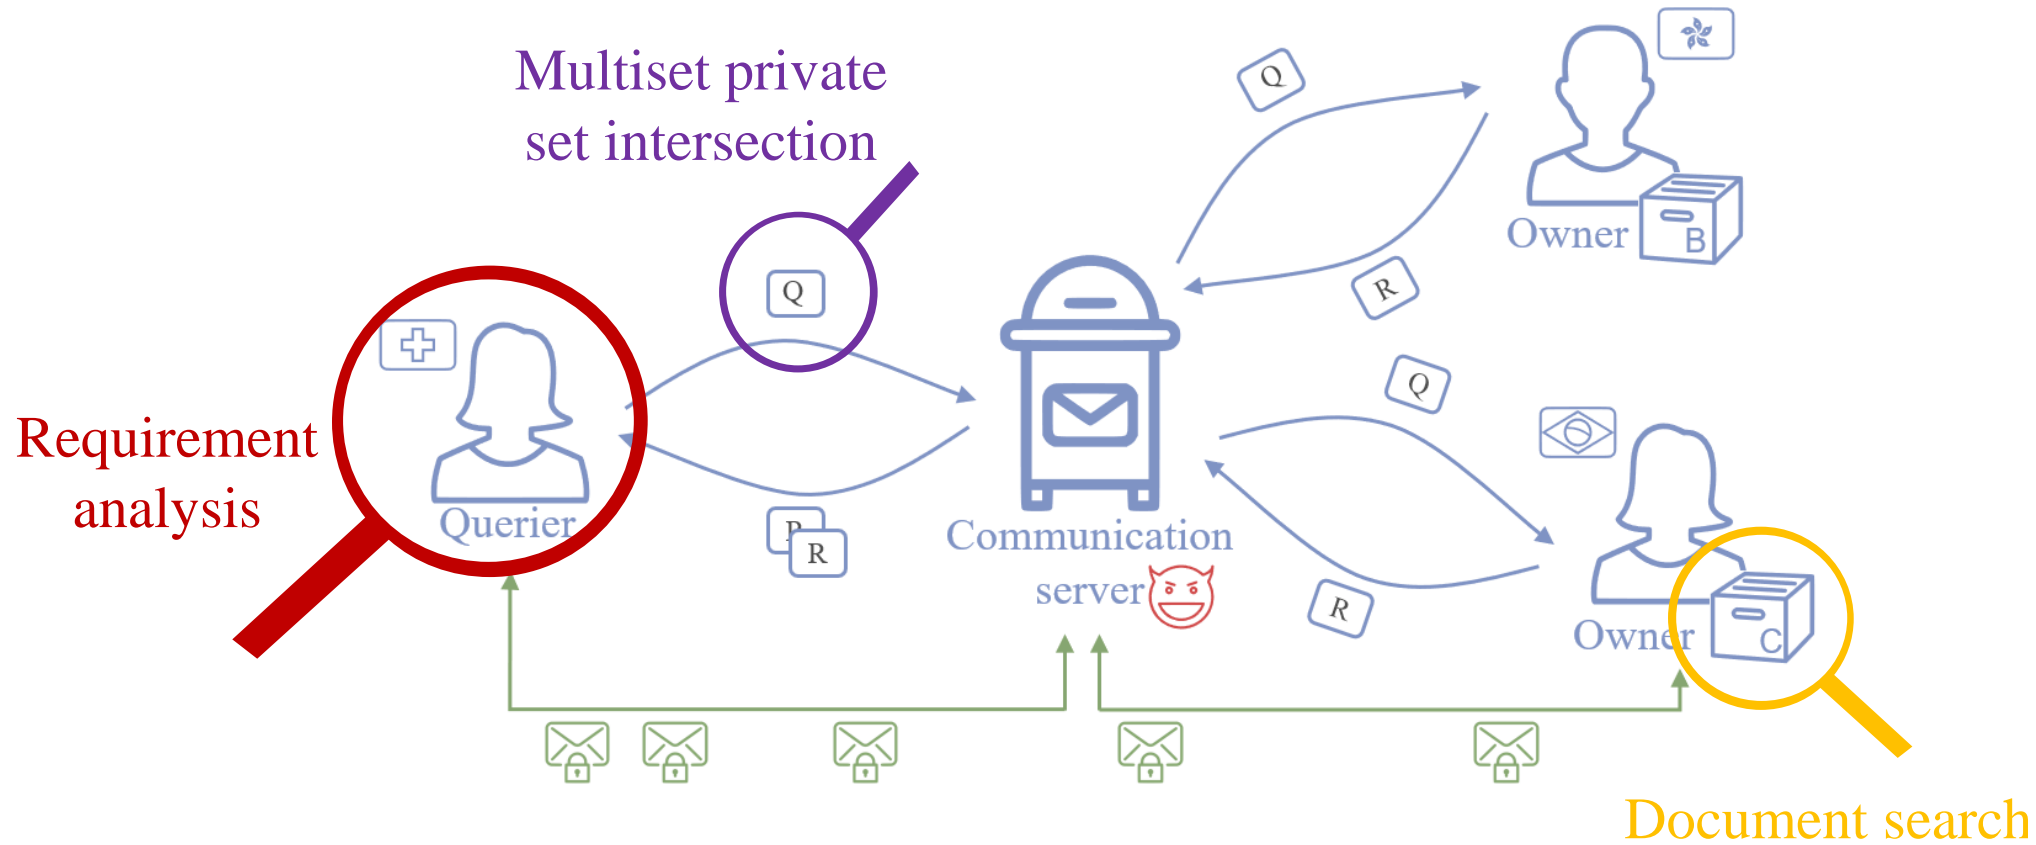 Multiset private
set intersection
Q
Q
Owner
B
R
Q
Requirement
analysis
Querier
R
R
Communication
server
Q
R
Owner
C
Document search